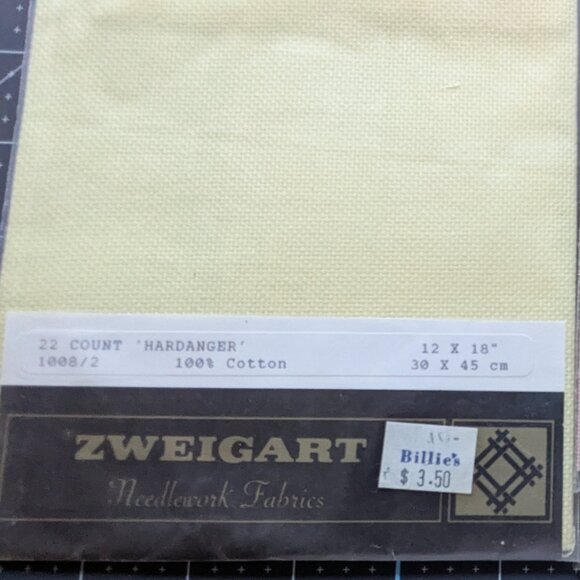 22 COUNT 'HARDANGER' 12 X 18"
1008/2 100% Cotton 30 X 45 cm
ZWEIGART
Needlework Fabrics
Billie's
$ 3.50